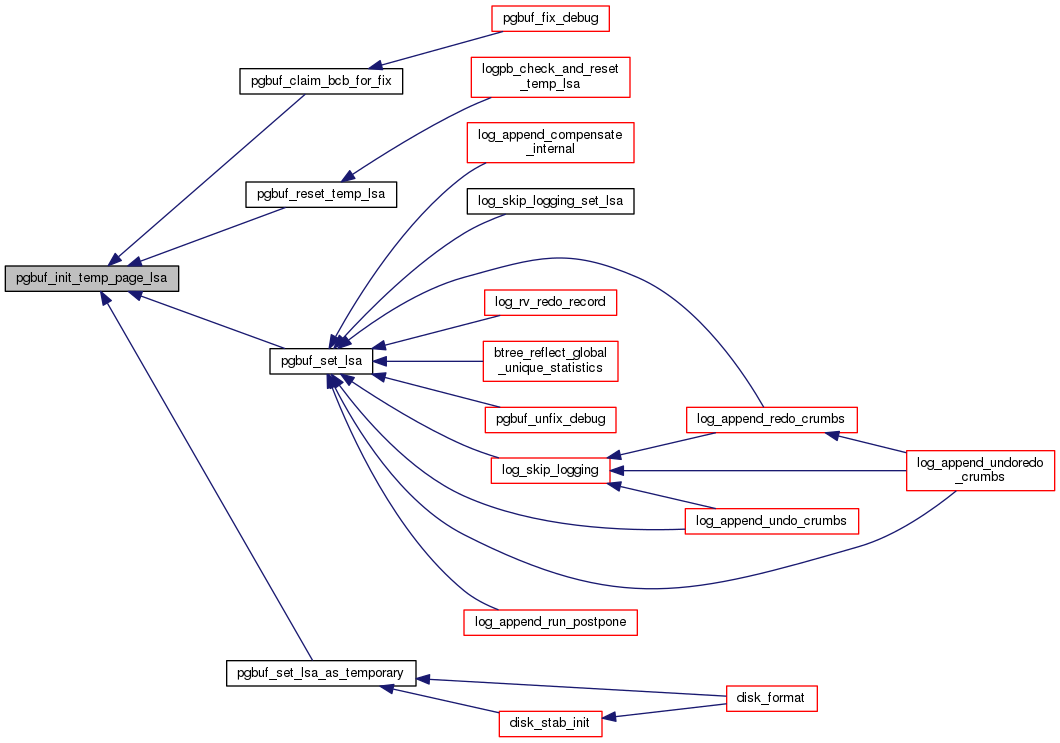 pgbuf_fix_debug
pgbuf_claim_bcb_for_fix
logpb_check_and_reset
_temp_lsa
log_append_compensate
_internal
pgbuf_reset_temp_lsa
log_skip_logging_set_lsa
pgbuf_init_temp_page_lsa
log_rv_redo_record
pgbuf_set_lsa
btree_reflect_global
_unique_statistics
pgbuf_unfix_debug
log_append_redo_crumbs
log_skip_logging
log_append_undoredo
_crumbs
log_append_undo_crumbs
log_append_run_postpone
pgbuf_set_lsa_as_temporary
disk_format
disk_stab_init